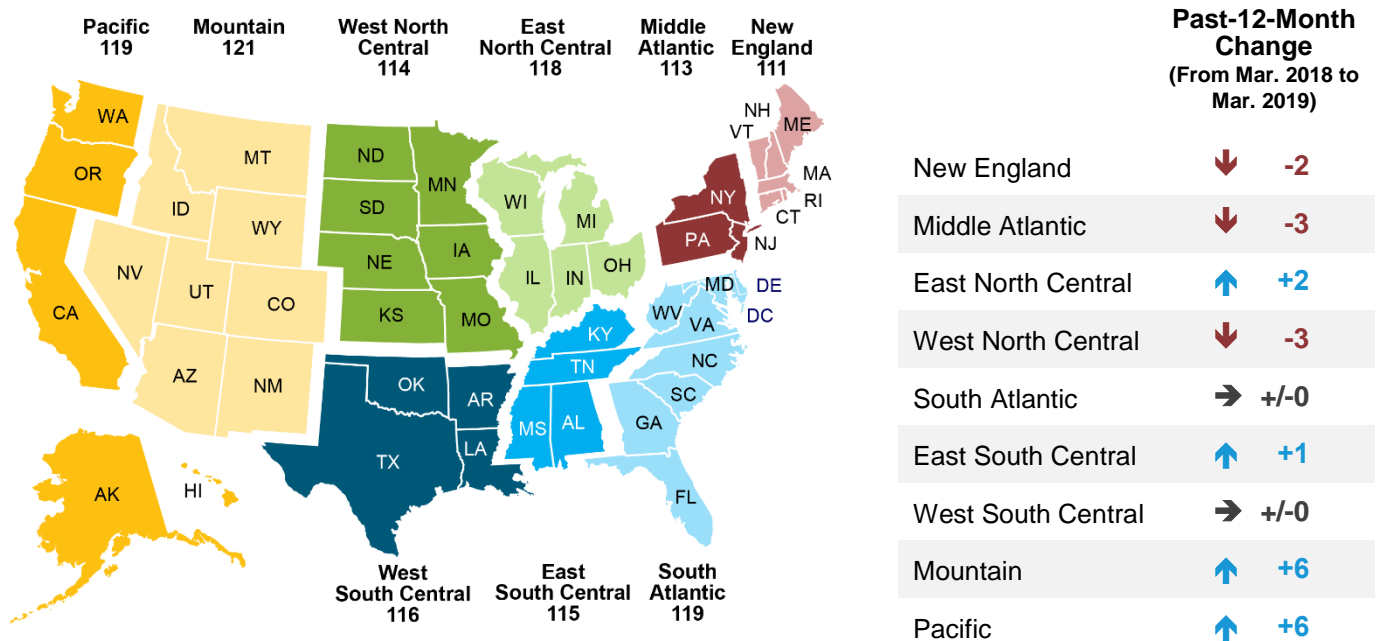 Pacific
119
Mountain
121
West North
Central
114
East
North Central
118
Middle
Atlantic
113
New
England
111
WA
OR
CA
AK
HI
MT
ID
WY
NV
UT
CO
AZ
NM
ND
SD
NE
KS
MN
IA
MO
WI
MI
IL
IN
OH
NY
PA
NJ
NH
VT
ME
MA
RI
CT
OK
AR
TX
LA
KY
TN
MS
AL
MD
DE
DC
WV
VA
NC
SC
GA
FL
West
South Central
116
East
South Central
115
South
Atlantic
119
Past-12-Month
Change
(From Mar. 2018 to
Mar. 2019)
New England -2
Middle Atlantic -3
East North Central +2
West North Central -3
South Atlantic +/-0
East South Central +1
West South Central +/-0
Mountain +6
Pacific +6